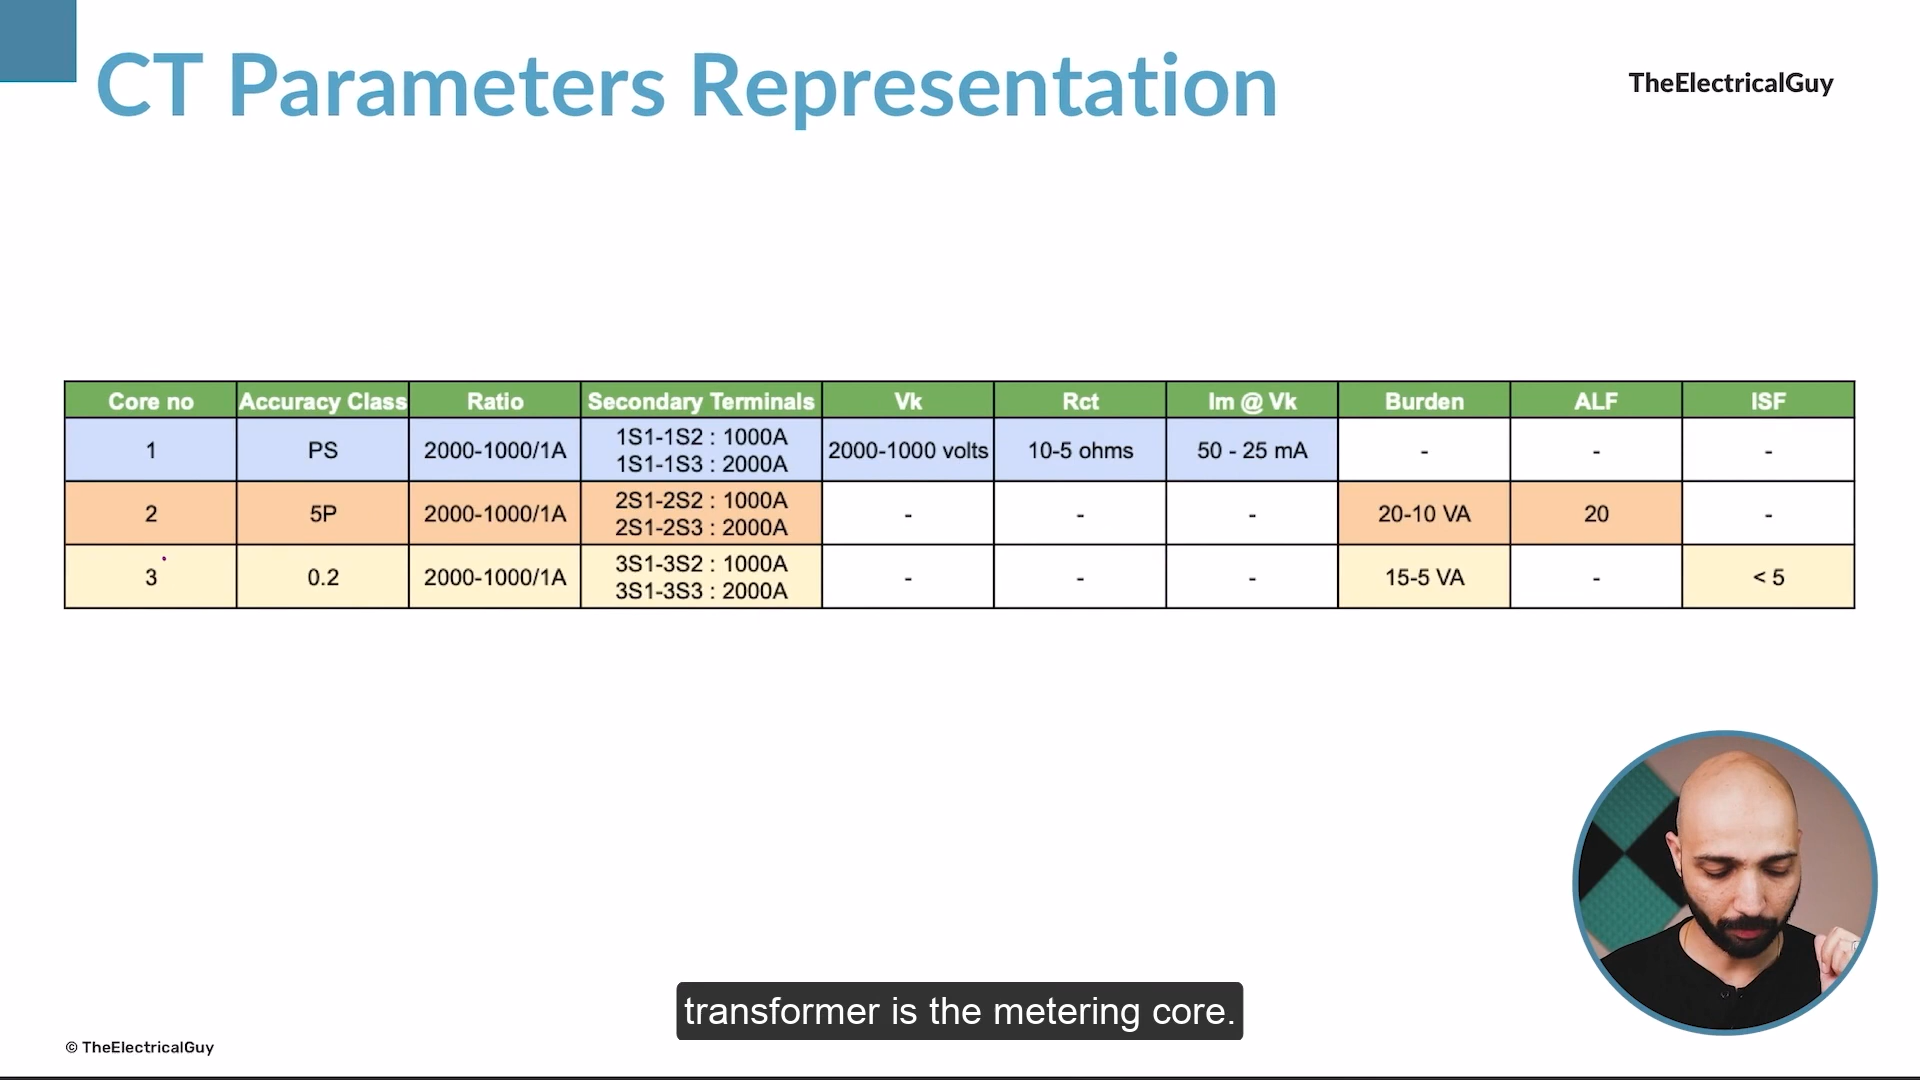 CT Parameters Representation
TheElectricalGuy
Core no Accuracy Class Ratio Secondary Terminals Vk Rct Im @ Vk Burden ALF ISF
1 PS 2000-1000/1A 1S1-1S2 : 1000A 2000-1000 volts 10-5 ohms 50 - 25 mA - - -
1S1-1S3 : 2000A
2 5P 2000-1000/1A 2S1-2S2 : 1000A - - - 20-10 VA 20 -
2S1-2S3 : 2000A
3 0.2 2000-1000/1A 3S1-3S2 : 1000A - - - 15-5 VA - < 5
3S1-3S3 : 2000A
transformer is the metering core.
© TheElectricalGuy